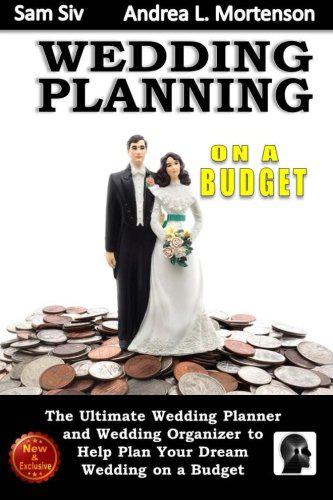 Sam Siv Andrea L. Mortenson
WEDDING
PLANNING
ON A
BUDGET
The Ultimate Wedding Planner
and Wedding Organizer to
Help Plan Your Dream
Wedding on a Budget
New
&
Exclusive